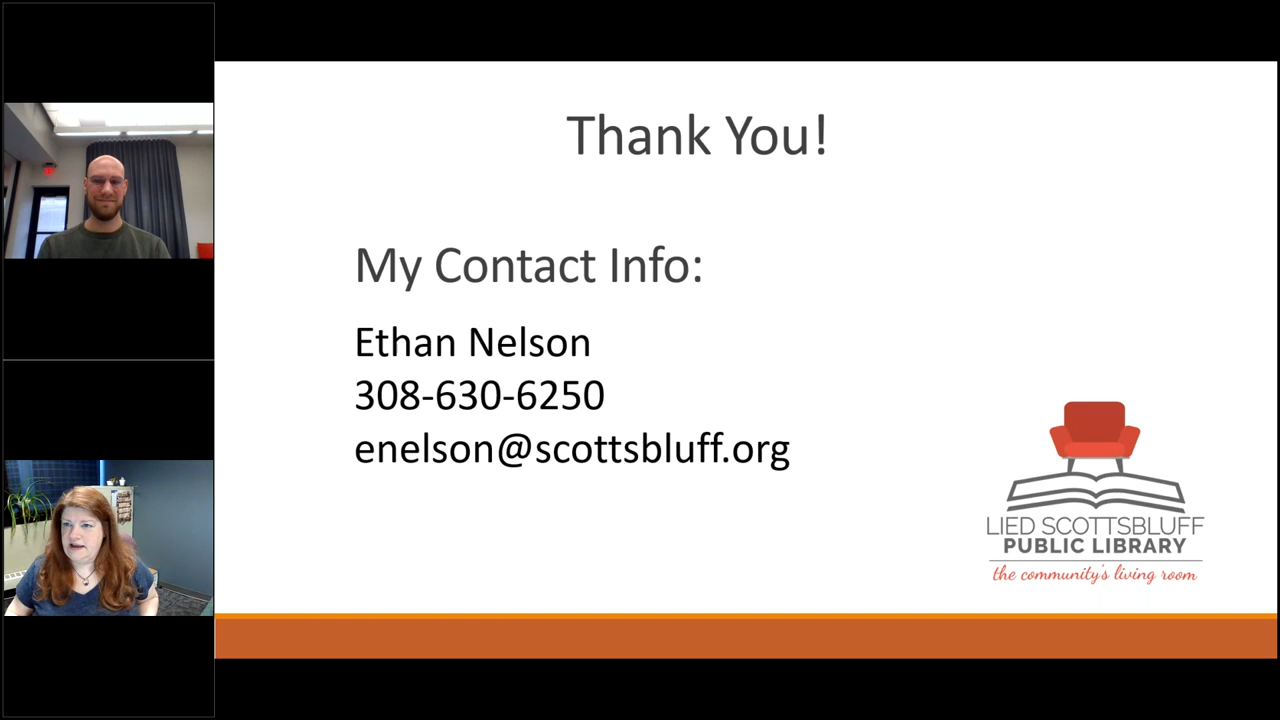 Thank You!
My Contact Info:
Ethan Nelson
308-630-6250
enelson@scottsbluff.org
LIED SCOTTSBLUFF
PUBLIC LIBRARY
the community's living room